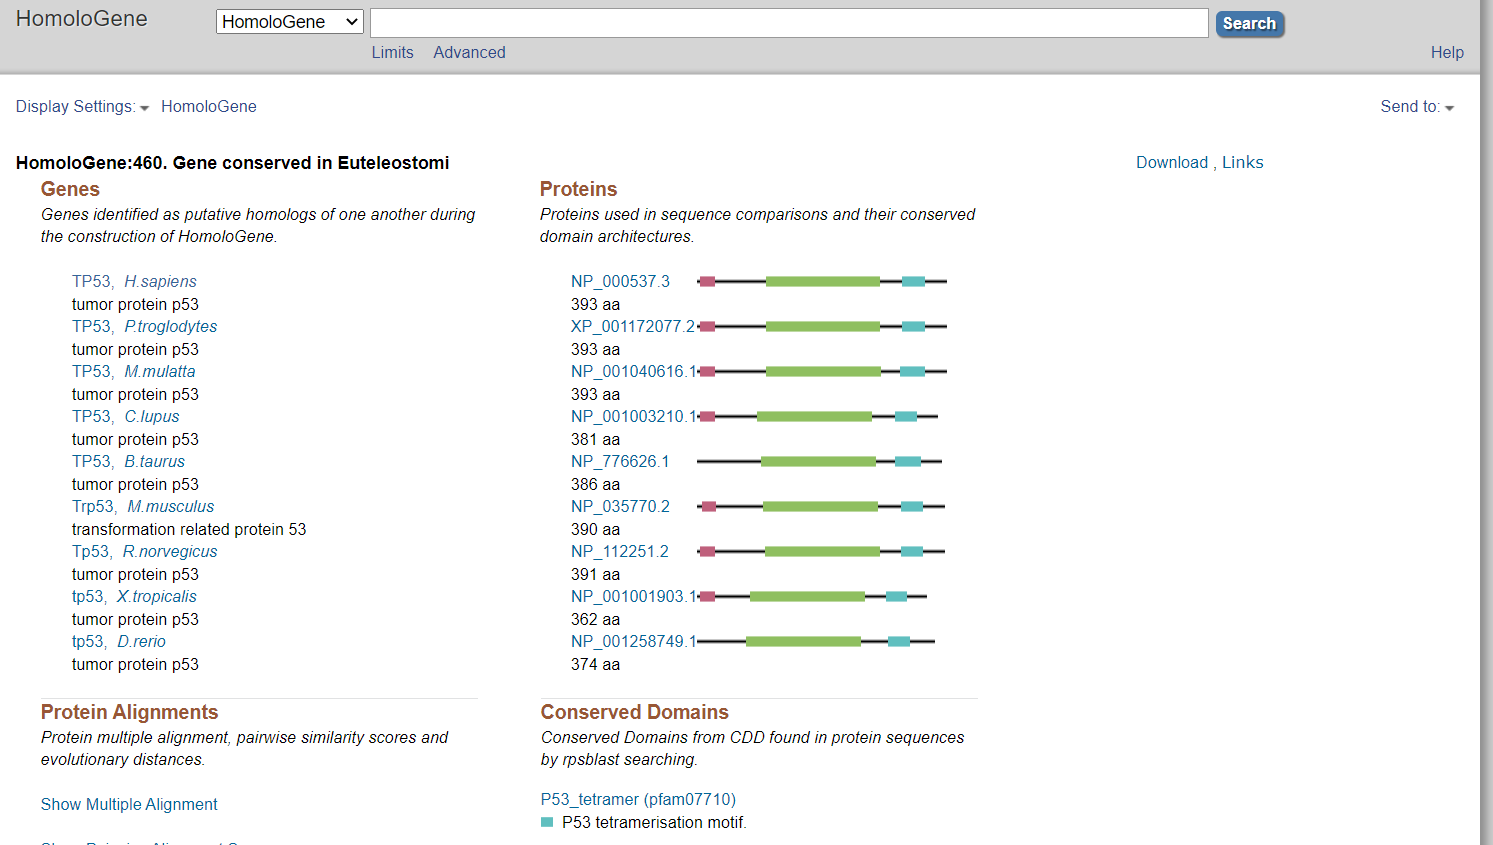 HomoloGene
HomoloGene
Search
Limits Advanced
Help
Display Settings: HomoloGene
Send to:
HomoloGene:460. Gene conserved in Euteleostomi
Download , Links
Genes
Genes identified as putative homologs of one another during
the construction of HomoloGene.
TP53, H.sapiens
tumor protein p53
TP53, P.troglodytes
tumor protein p53
TP53, M.mulatta
tumor protein p53
TP53, C.lupus
tumor protein p53
TP53, B.taurus
tumor protein p53
Trp53, M.musculus
transformation related protein 53
Tp53, R.norvegicus
tumor protein p53
tp53, X.tropicalis
tumor protein p53
tp53, D.rerio
tumor protein p53
Proteins
Proteins used in sequence comparisons and their conserved
domain architectures.
NP_000537.3
393 aa
XP_001172077.2
393 aa
NP_001040616.1
393 aa
NP_001003210.1
381 aa
NP_776626.1
386 aa
NP_035770.2
390 aa
NP_112251.2
391 aa
NP_001001903.1
362 aa
NP_001258749.1
374 aa
Protein Alignments
Protein multiple alignment, pairwise similarity scores and
evolutionary distances.
Show Multiple Alignment
Conserved Domains
Conserved Domains from CDD found in protein sequences
by rpsblast searching.
P53_tetramer (pfam07710)
P53 tetramerisation motif.